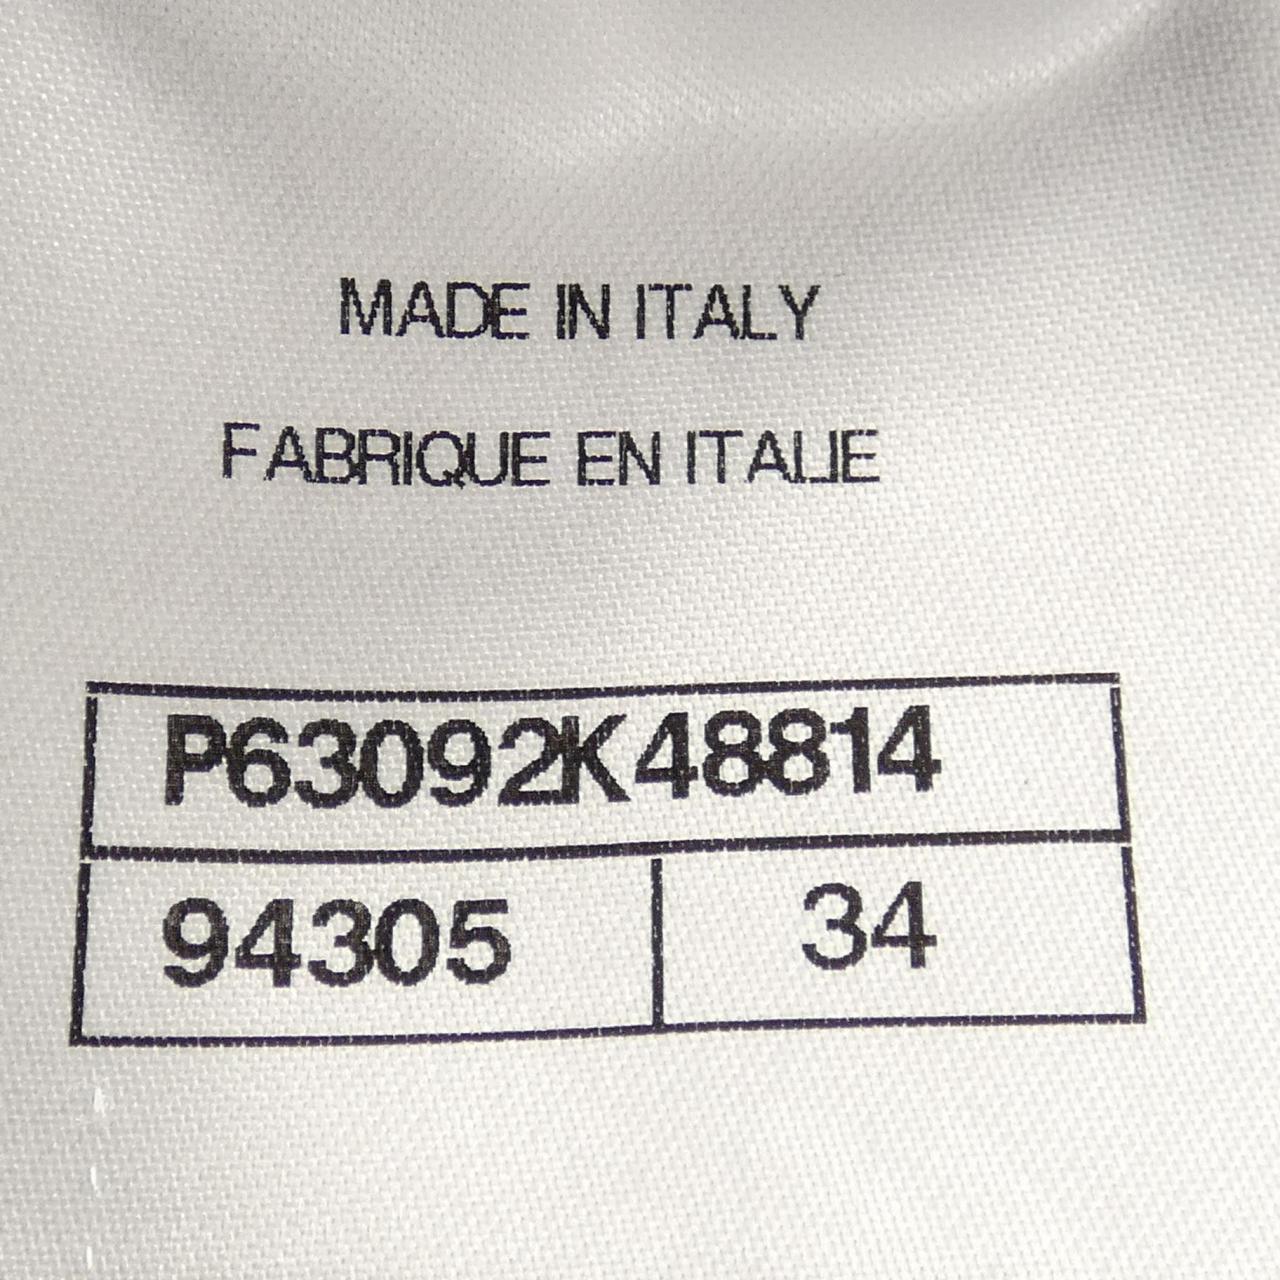 MADE IN ITALY
FABRIQUE EN ITALIE
P63092K48814
94305 34